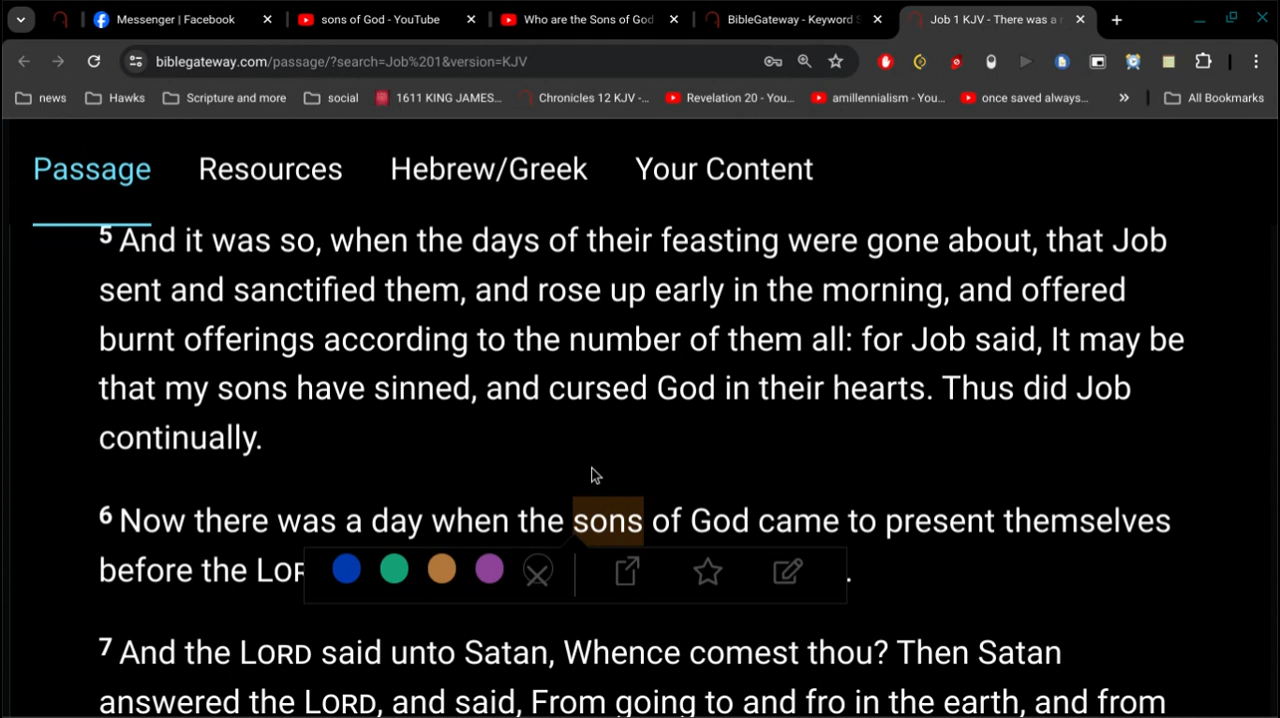 Messenger | Facebook
sons of God - YouTube
Who are the Sons of God
BibleGateway - Keyword S
Job 1 KJV - There was a r
biblegateway.com/passage/?search=Job%201&version=KJV
news
Hawks
Scripture and more
social
1611 KING JAMES...
Chronicles 12 KJV -...
Revelation 20 - You...
amillennialism - You...
once saved always...
»
All Bookmarks
Passage Resources Hebrew/Greek Your Content
5 And it was so, when the days of their feasting were gone about, that Job
sent and sanctified them, and rose up early in the morning, and offered
burnt offerings according to the number of them all: for Job said, It may be
that my sons have sinned, and cursed God in their hearts. Thus did Job
continually.
6 Now there was a day when the sons of God came to present themselves
before the LOR .
7 And the LORD said unto Satan, Whence comest thou? Then Satan
answered the LORD, and said, From going to and fro in the earth, and from